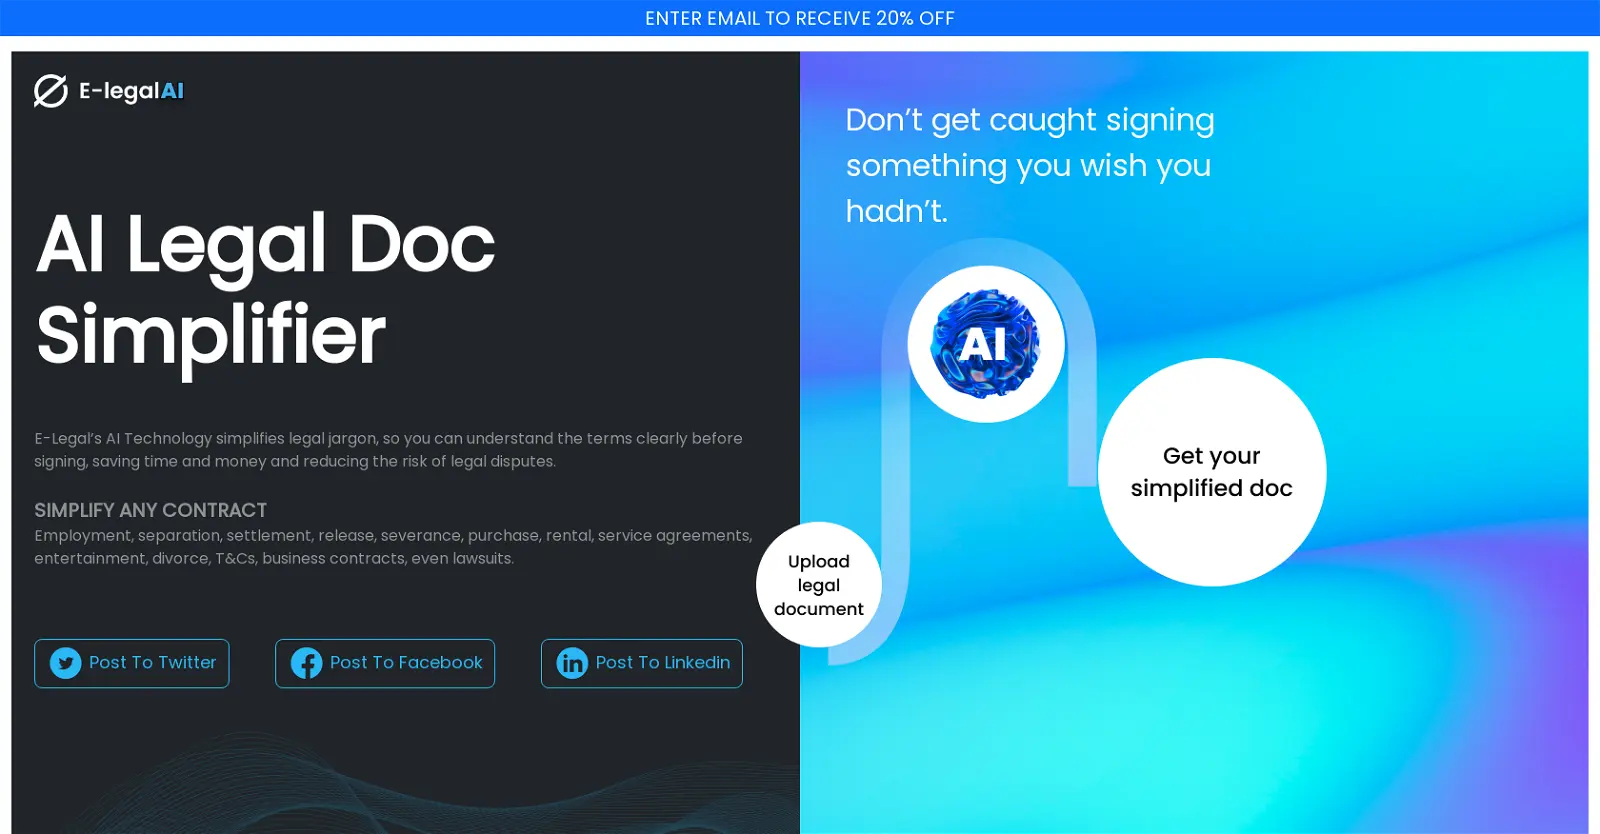 ENTER EMAIL TO RECEIVE 20% OFF
E-legalAI
AI Legal Doc
Simplifier
E-Legal’s AI Technology simplifies legal jargon, so you can understand the terms clearly before
signing, saving time and money and reducing the risk of legal disputes.
SIMPLIFY ANY CONTRACT
Employment, separation, settlement, release, severance, purchase, rental, service agreements,
entertainment, divorce, T&Cs, business contracts, even lawsuits.
Post To Twitter
Post To Facebook
Post To Linkedin
Don’t get caught signing
something you wish you
hadn’t.
AI
Get your
simplified doc
Upload
legal
document